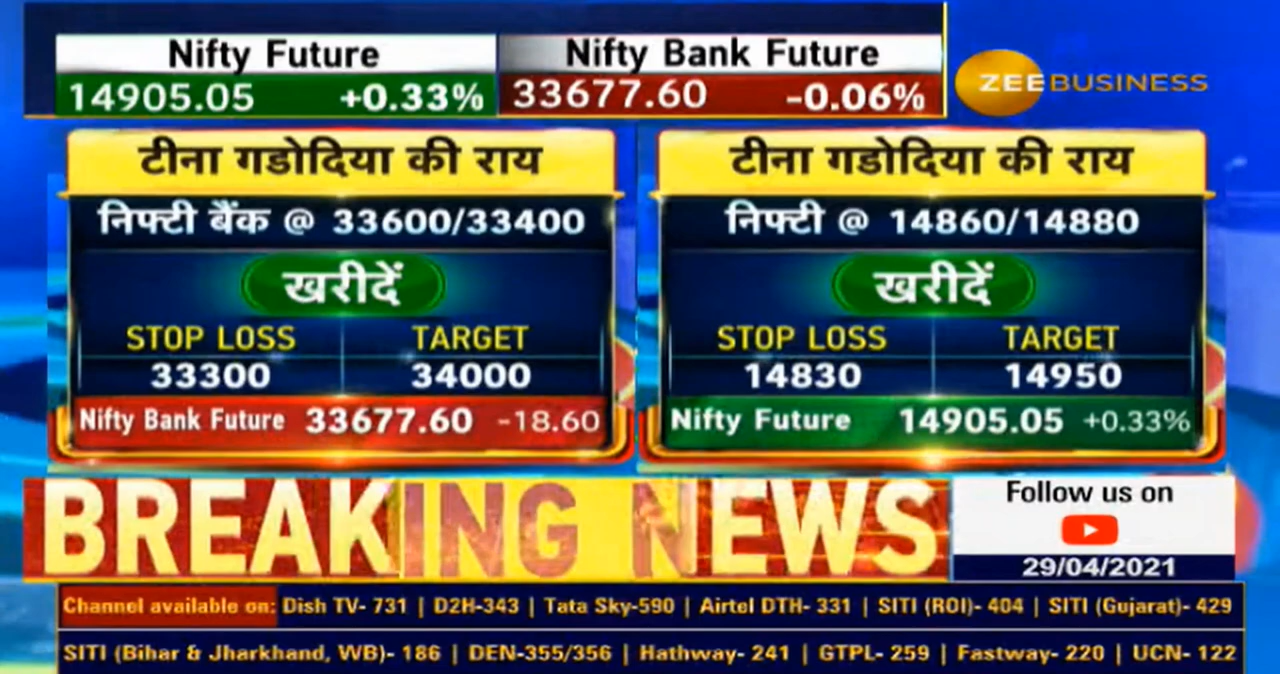 Nifty Future
Nifty Bank Future
14905.05 +0.33%
33677.60 -0.06%
ZEEBUSINESS
टीना गडोदिया की राय
निफ्टी बैंक @ 33600/33400
खरीदें
STOP LOSS TARGET
33300 34000
Nifty Bank Future 33677.60 -18.60
टीना गडोदिया की राय
निफ्टी @ 14860/14880
खरीदें
STOP LOSS TARGET
14830 14950
Nifty Future 14905.05 +0.33%
BREAKING NEWS
Follow us on
29/04/2021
Channel available on: Dish TV- 731 | D2H-343 | Tata Sky-590 | Airtel DTH- 331 | SITI (ROI)- 404 | SITI (Gujarat)- 429
SITI (Bihar & Jharkhand, WB)- 186 | DEN-355/356 | Hathway- 241 | GTPL- 259 | Fastway- 220 | UCN- 122